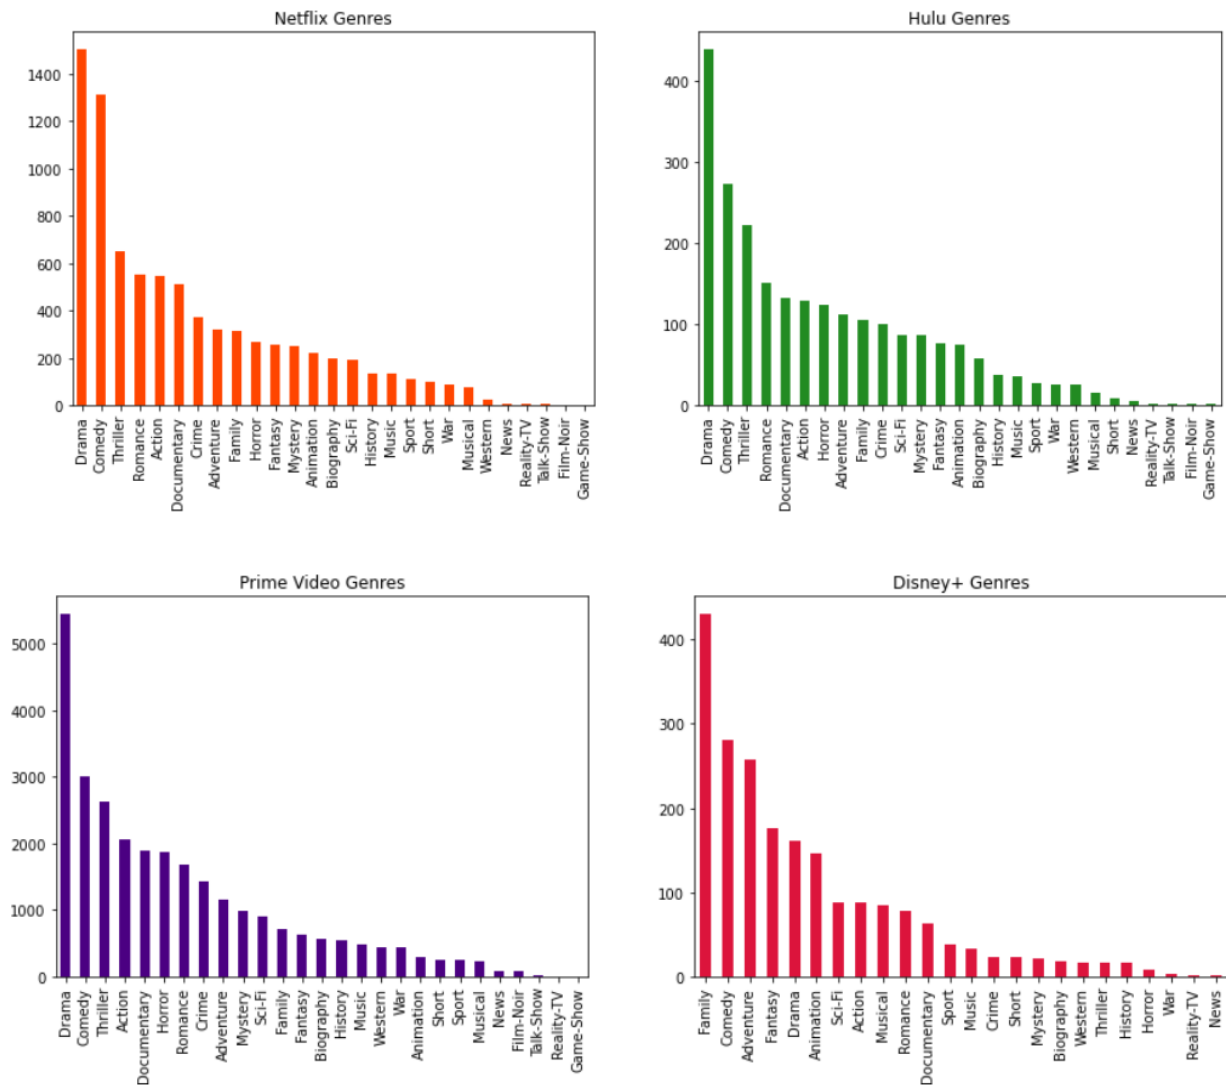 Netflix Genres
1400
1200
1000
800
600
400
200
0
Drama
Comedy
Thriller
Romance
Action
Documentary
Crime
Adventure
Family
Horror
Fantasy
Mystery
Animation
Biography
Sci-Fi
History
Music
Sport
Short
War
Musical
Western
News
Reality-TV
Talk-Show
Film-Noir
Game-Show
Hulu Genres
400
300
200
100
0
Drama
Comedy
Thriller
Romance
Documentary
Action
Horror
Adventure
Family
Crime
Sci-Fi
Mystery
Fantasy
Animation
Biography
History
Music
Sport
War
Western
Musical
Short
News
Reality-TV
Talk-Show
Film-Noir
Game-Show
Prime Video Genres
5000
4000
3000
2000
1000
0
Drama
Comedy
Thriller
Action
Documentary
Horror
Romance
Crime
Adventure
Mystery
Sci-Fi
Family
Fantasy
Biography
History
Music
Western
War
Animation
Short
Sport
Musical
News
Film-Noir
Talk-Show
Reality-TV
Game-Show
Disney+ Genres
400
300
200
100
0
Family
Comedy
Adventure
Fantasy
Drama
Animation
Sci-Fi
Action
Musical
Romance
Documentary
Sport
Music
Crime
Short
Mystery
Biography
Western
Thriller
History
Horror
War
Reality-TV
News